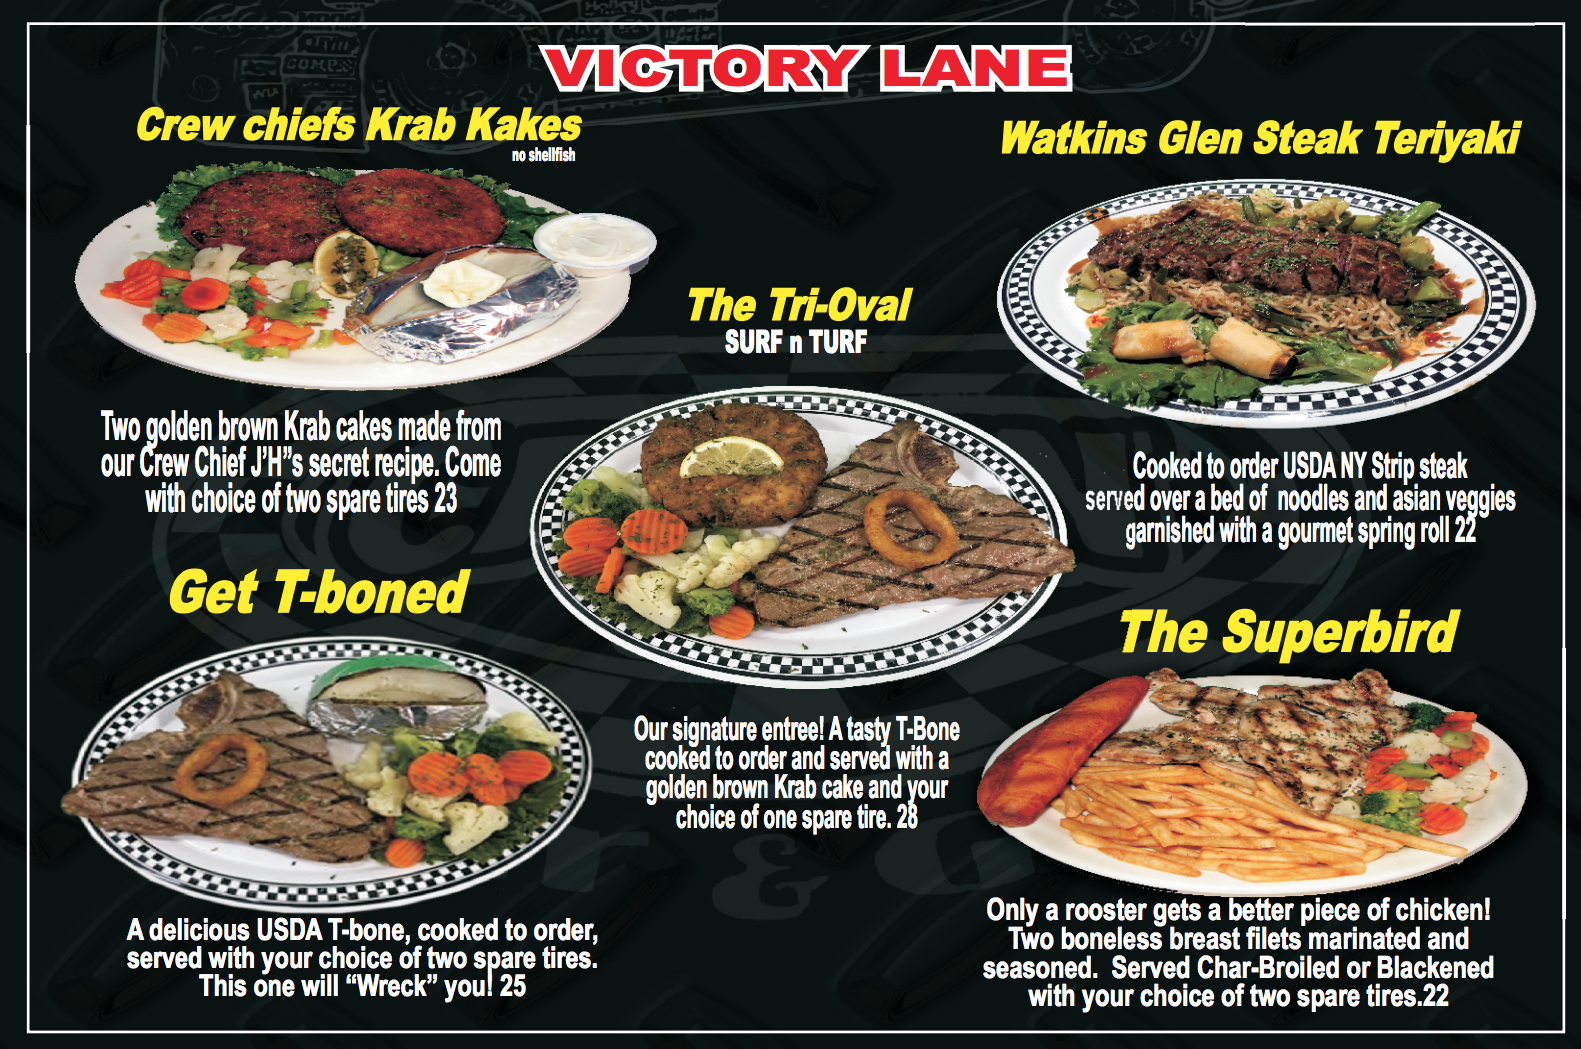 VICTORY LANE
Crew chiefs Krab Kakes
no shellfish
Two golden brown Krab cakes made from
our Crew Chief J'H"s secret recipe. Come
with choice of two spare tires 23
Watkins Glen Steak Teriyaki
Cooked to order USDA NY Strip steak
served over a bed of noodles and asian veggies
garnished with a gourmet spring roll 22
The Tri-Oval
SURF n TURF
Our signature entree! A tasty T-Bone
cooked to order and served with a
golden brown Krab cake and your
choice of one spare tire. 28
Get T-boned
A delicious USDA T-bone, cooked to order,
served with your choice of two spare tires.
This one will “Wreck” you! 25
The Superbird
Only a rooster gets a better piece of chicken!
Two boneless breast filets marinated and
seasoned. Served Char-Broiled or Blackened
with your choice of two spare tires.22